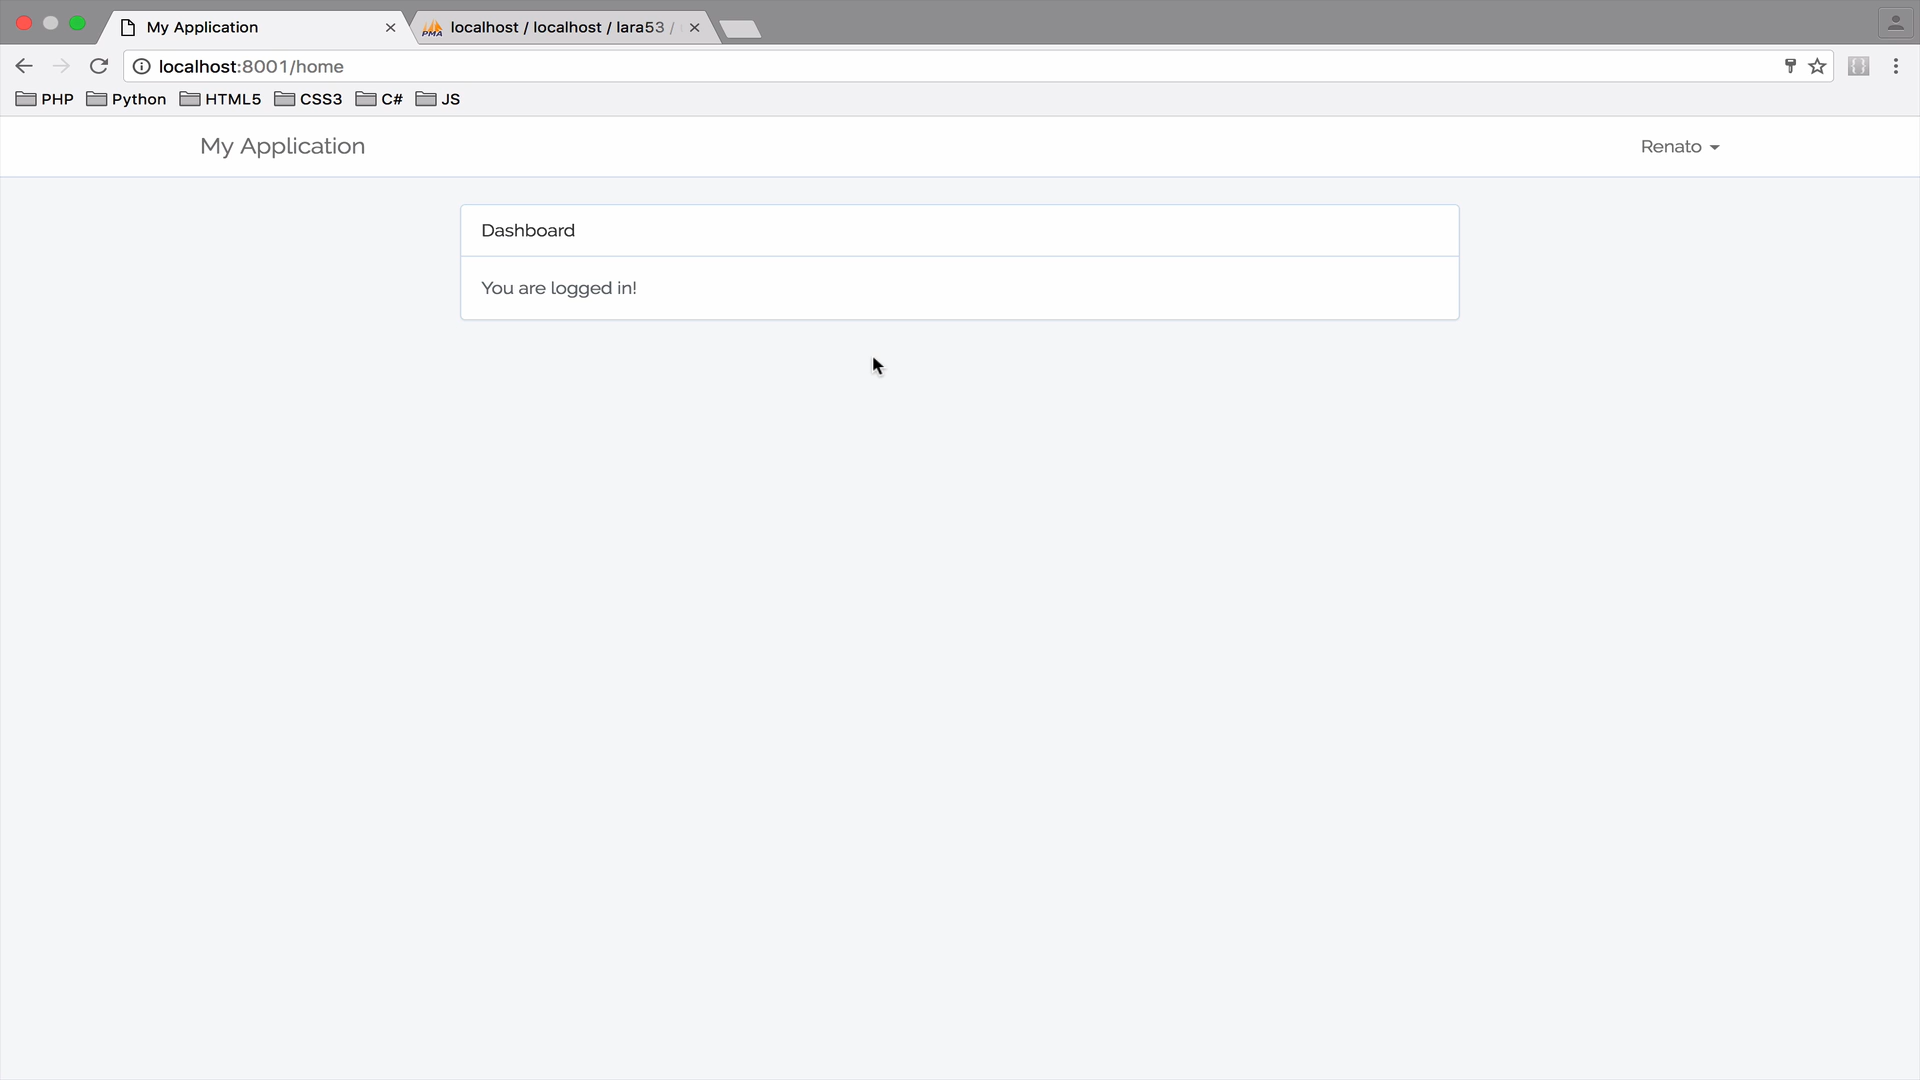 My Application
PMA localhost / localhost / lara53 /
localhost:8001/home
PHP Python HTML5 CSS3 C# JS
My Application
Renato
Dashboard
You are logged in!